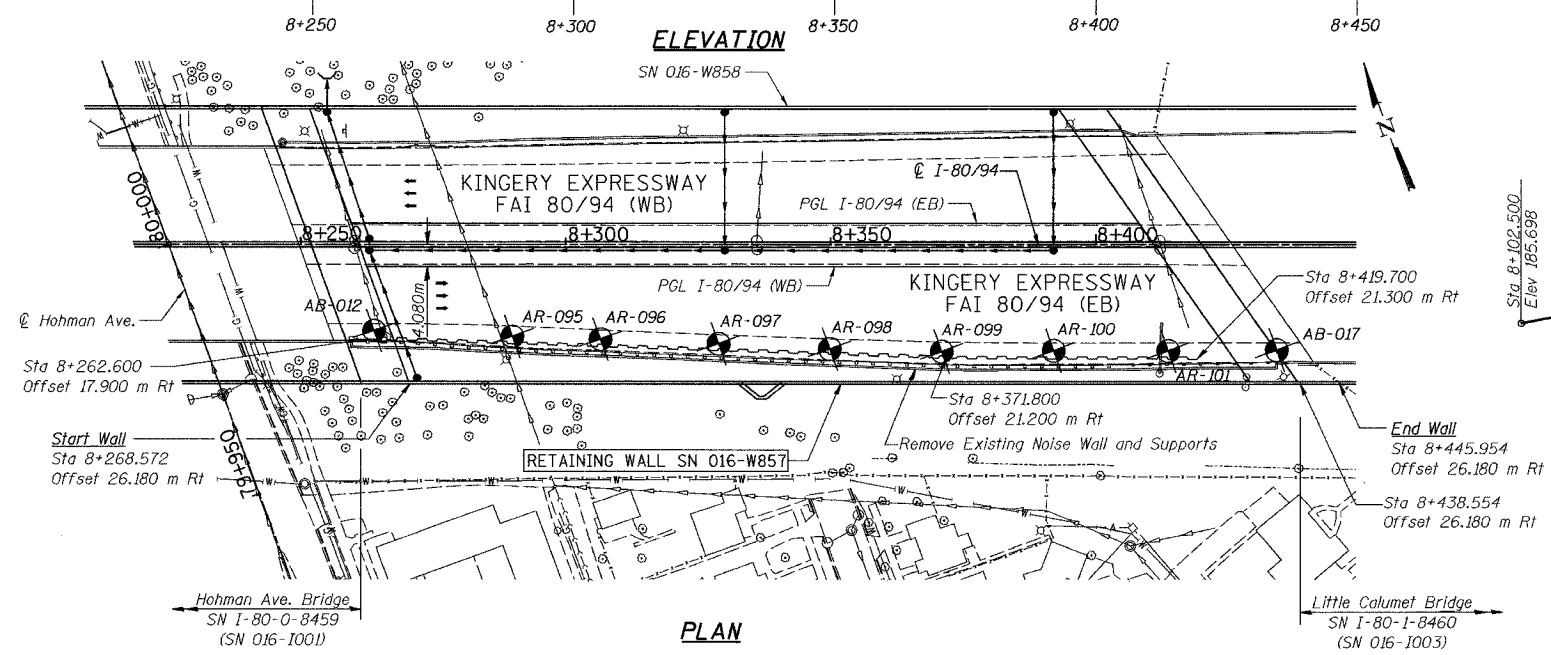 8+250
8+300
8+350
8+400
8+450
ELEVATION
SN 016-W858
80+000
KINGERY EXPRESSWAY
FAI 80/94 (WB)
℄ I-80/94
PGL I-80/94 (EB)
Z
8+250
8+300
8+350
8+400
PGL I-80/94 (WB)
KINGERY EXPRESSWAY
FAI 80/94 (EB)
4.080m
Sta 8+419.700
Offset 21.300 m Rt
Sta 8+102.500
Elev 185.698
℄ Hohman Ave.
AB-012
AR-095
AR-096
AR-097
AR-098
AR-099
AR-100
AR-101
AB-017
Sta 8+262.600
Offset 17.900 m Rt
Sta 8+371.800
Offset 21.200 m Rt
Start Wall
Sta 8+268.572
Offset 26.180 m Rt
79+950
Remove Existing Noise Wall and Supports
RETAINING WALL SN 016-W857
End Wall
Sta 8+445.954
Offset 26.180 m Rt
Sta 8+438.554
Offset 26.180 m Rt
Hohman Ave. Bridge
SN I-80-0-8459
(SN 016-I001)
PLAN
Little Calumet Bridge
SN I-80-1-8460
(SN 016-I003)